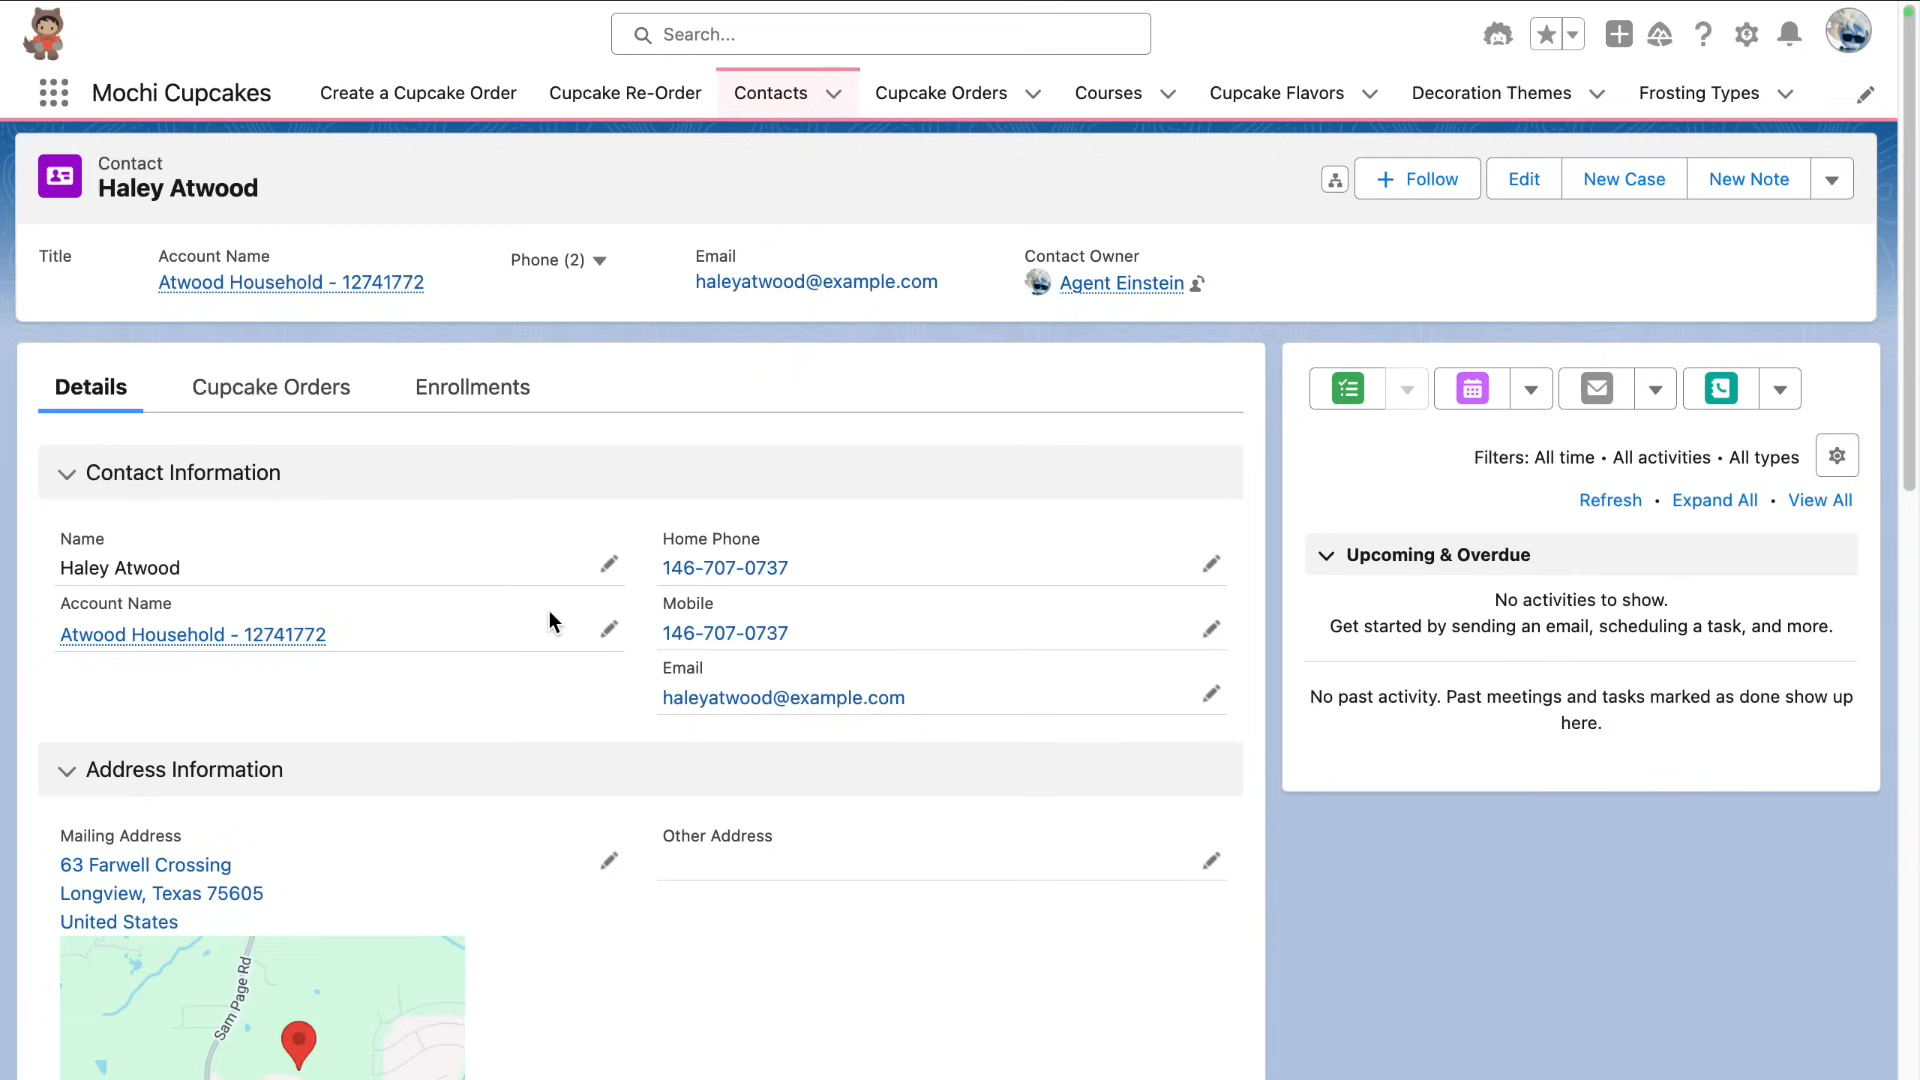 Search...
Mochi Cupcakes
Create a Cupcake Order
Cupcake Re-Order
Contacts
Cupcake Orders
Courses
Cupcake Flavors
Decoration Themes
Frosting Types
Contact
Haley Atwood
Follow
Edit
New Case
New Note
Title
Account Name
Atwood Household - 12741772
Phone (2)
Email
haleyatwood@example.com
Contact Owner
Agent Einstein
Details
Cupcake Orders
Enrollments
Contact Information
Name
Haley Atwood
Account Name
Atwood Household - 12741772
Home Phone
146-707-0737
Mobile
146-707-0737
Email
haleyatwood@example.com
Address Information
Mailing Address
63 Farwell Crossing
Longview, Texas 75605
United States
Other Address
Sam Page Rd
Filters: All time • All activities • All types
Refresh • Expand All • View All
Upcoming & Overdue
No activities to show.
Get started by sending an email, scheduling a task, and more.
No past activity. Past meetings and tasks marked as done show up
here.